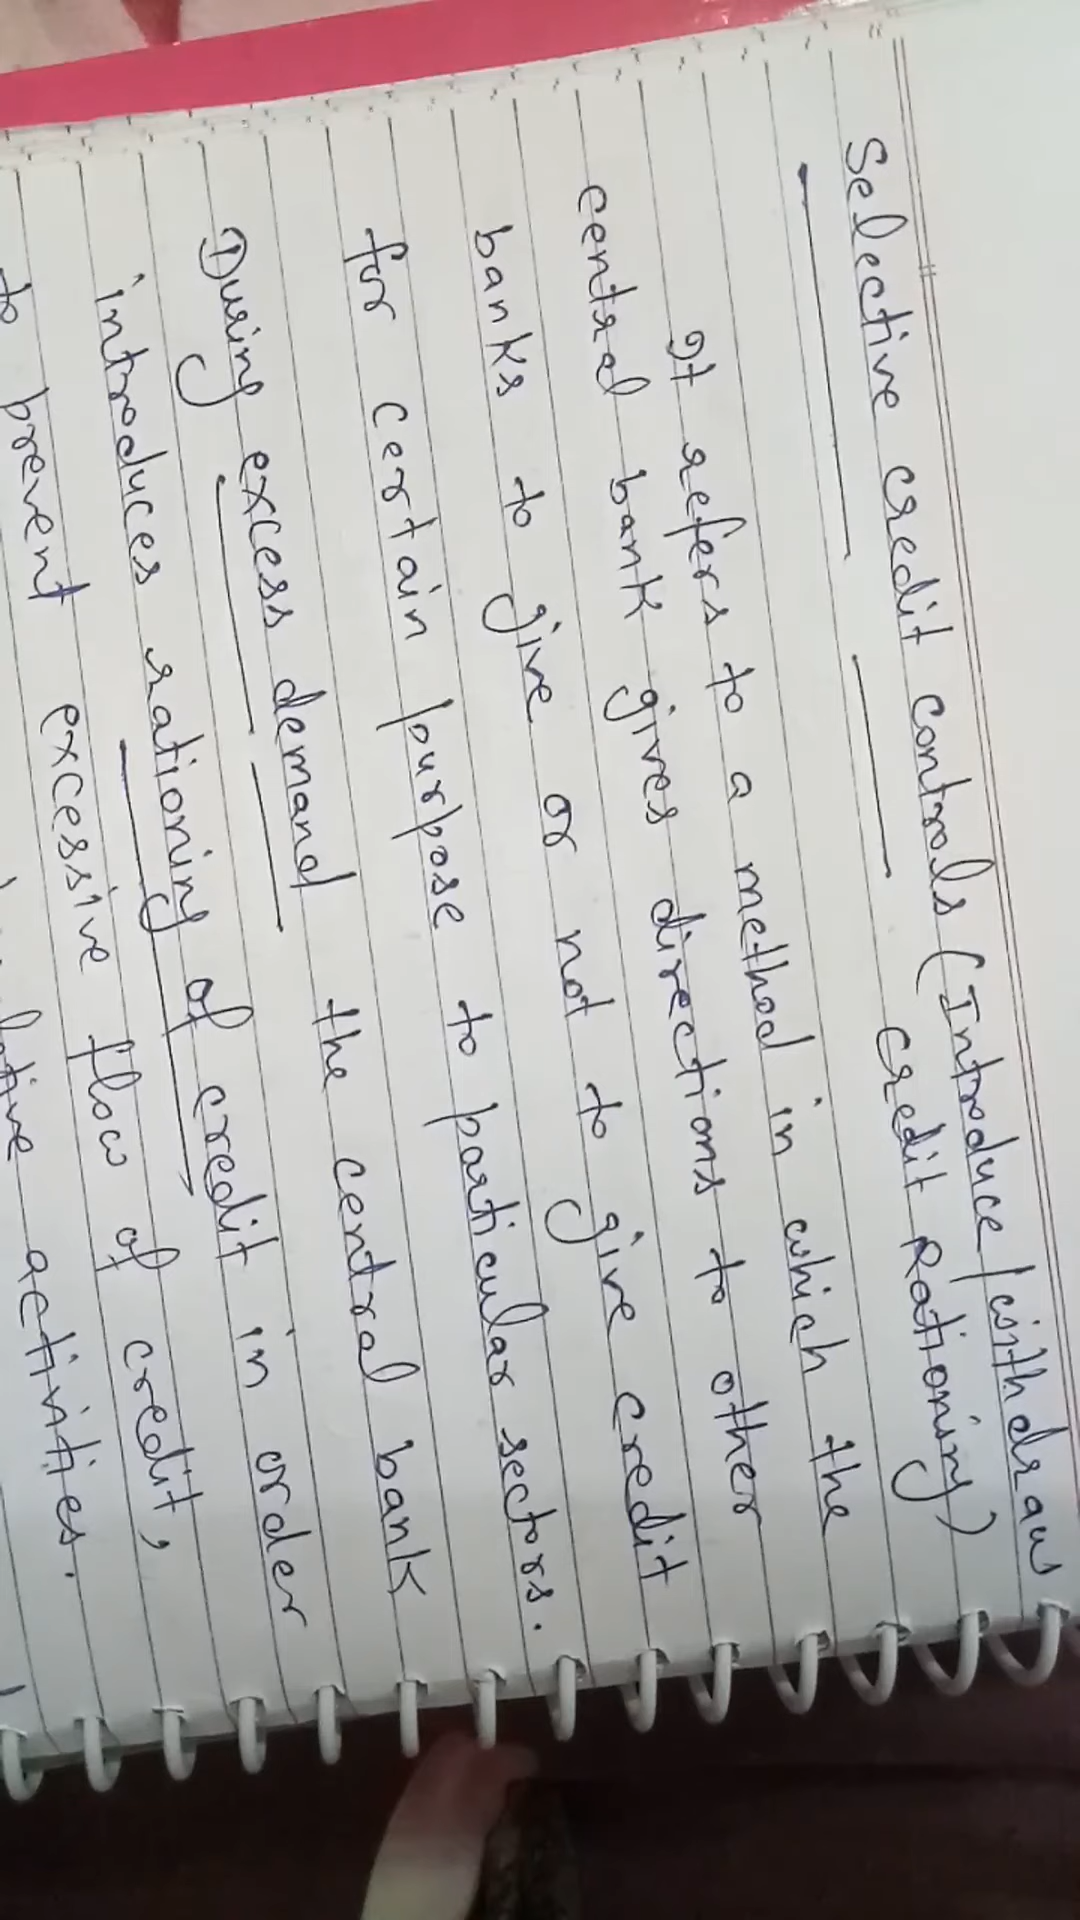 Selective credit controls (Introduce/withdraw
credit Rationing)
It refers to a method in which the
central bank gives directions to other
banks to give or not to give credit
for certain purpose to particular sectors.
During excess demand the central bank
introduces rationing of credit in order
to prevent excessive flow of credit,
activities.